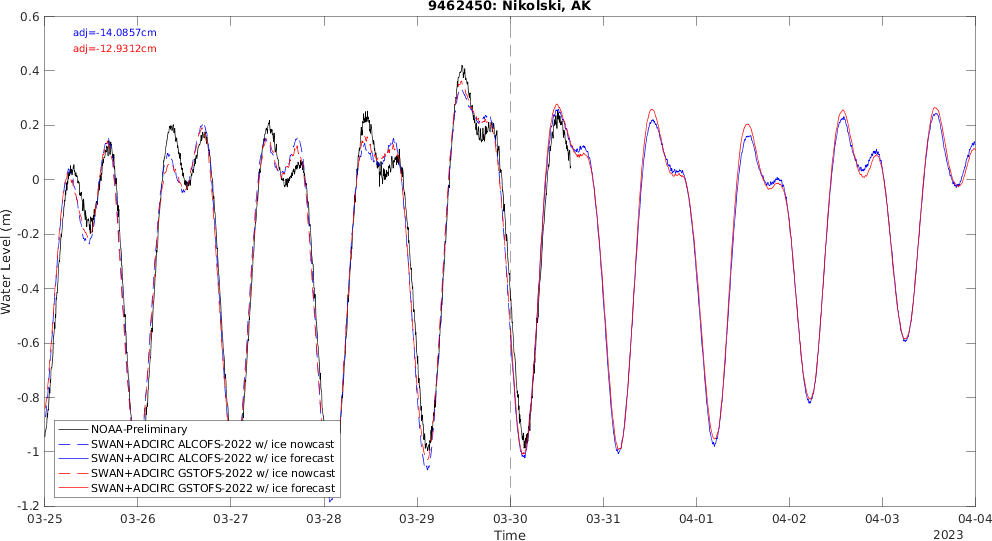 9462450: Nikolski, AK
adj=-14.0857cm
adj=-12.9312cm
0.6
0.4
0.2
0
-0.2
-0.4
-0.6
-0.8
-1
-1.2
Water Level (m)
NOAA-Preliminary
SWAN+ADCIRC ALCOFS-2022 w/ ice nowcast
SWAN+ADCIRC ALCOFS-2022 w/ ice forecast
SWAN+ADCIRC GSTOFS-2022 w/ ice nowcast
SWAN+ADCIRC GSTOFS-2022 w/ ice forecast
03-25 03-26 03-27 03-28 03-29 03-30 03-31 04-01 04-02 04-03 04-04
Time
2023